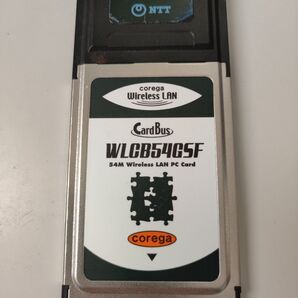 NTT
corega
Wireless LAN
CardBus
WLCB54GSF
54M Wireless LAN PC Card
corega